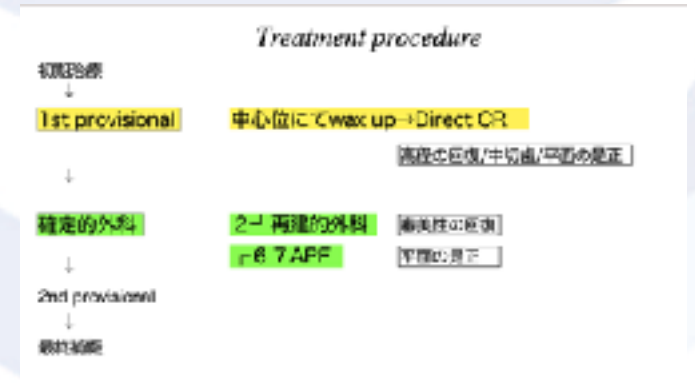 Treatment procedure
初期治療
↓
1st provisional 中心位にてwax up→Direct CR
高径の回復/中切歯/平面の是正
↓
確定的外科 2┘再建的外科 審美性の回復
↓ ┌6 7 APF 平面の是正
2nd provisional
↓
最終補綴